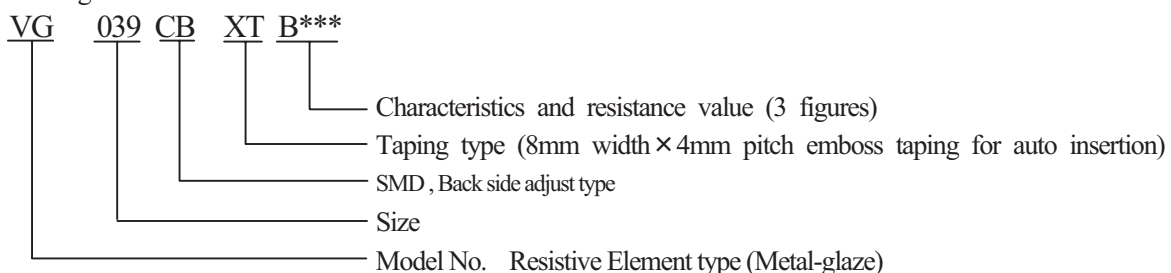 VG 039 CB XT B***
Characteristics and resistance value (3 figures)
Taping type (8mm width×4mm pitch emboss taping for auto insertion)
SMD , Back side adjust type
Size
Model No. Resistive Element type (Metal-glaze)